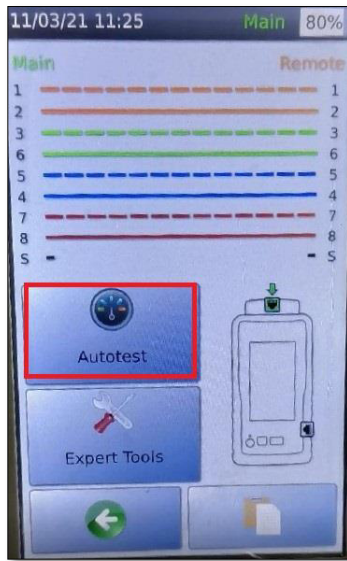 11/03/21 11:25 Main 80%
Main Remote
1 1
2 2
3 3
6 6
5 5
4 4
7 7
8 8
S - - S
Autotest
Expert Tools